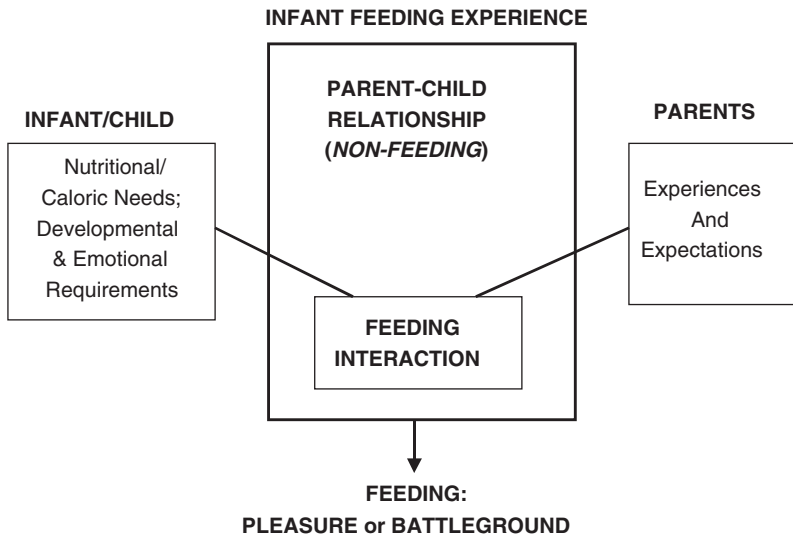 INFANT FEEDING EXPERIENCE
PARENT-CHILD
RELATIONSHIP
(NON-FEEDING)
INFANT/CHILD
Nutritional/
Caloric Needs;
Developmental
& Emotional
Requirements
PARENTS
Experiences
And
Expectations
FEEDING
INTERACTION
FEEDING:
PLEASURE or BATTLEGROUND